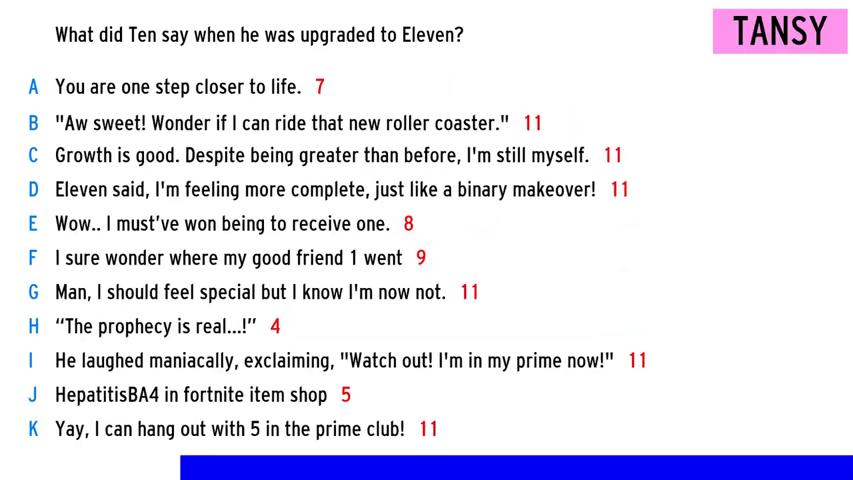 What did Ten say when he was upgraded to Eleven?
TANSY
A You are one step closer to life. 7
B "Aw sweet! Wonder if I can ride that new roller coaster." 11
C Growth is good. Despite being greater than before, I'm still myself. 11
D Eleven said, I'm feeling more complete, just like a binary makeover! 11
E Wow.. I must’ve won being to receive one. 8
F I sure wonder where my good friend 1 went 9
G Man, I should feel special but I know I'm now not. 11
H “The prophecy is real...!” 4
I He laughed maniacally, exclaiming, "Watch out! I'm in my prime now!" 11
J HepatitisBA4 in fortnite item shop 5
K Yay, I can hang out with 5 in the prime club! 11